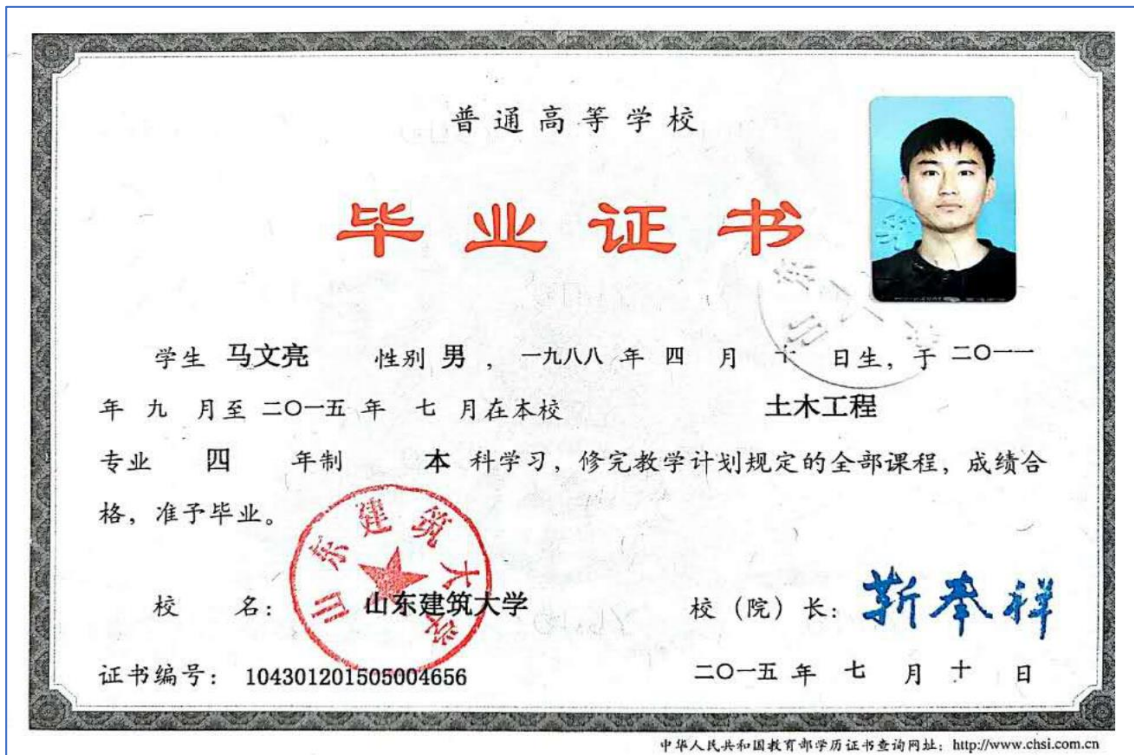 普通高等学校
毕业证书
学生 马文亮 性别 男 ，一九八八 年 四 月 十 日生，于 二〇一一
年 九 月至 二〇一五 年 七 月在本校 土木工程
专业 四 年制 本 科学习，修完教学计划规定的全部课程，成绩合
格，准予毕业。
山东建筑大学
校 名： 山东建筑大学 校（院）长：靳奉祥
证书编号： 104301201505004656 二〇一五 年 七 月 十 日
中华人民共和国教育部学历证书查询网址：http://www.chsi.com.cn